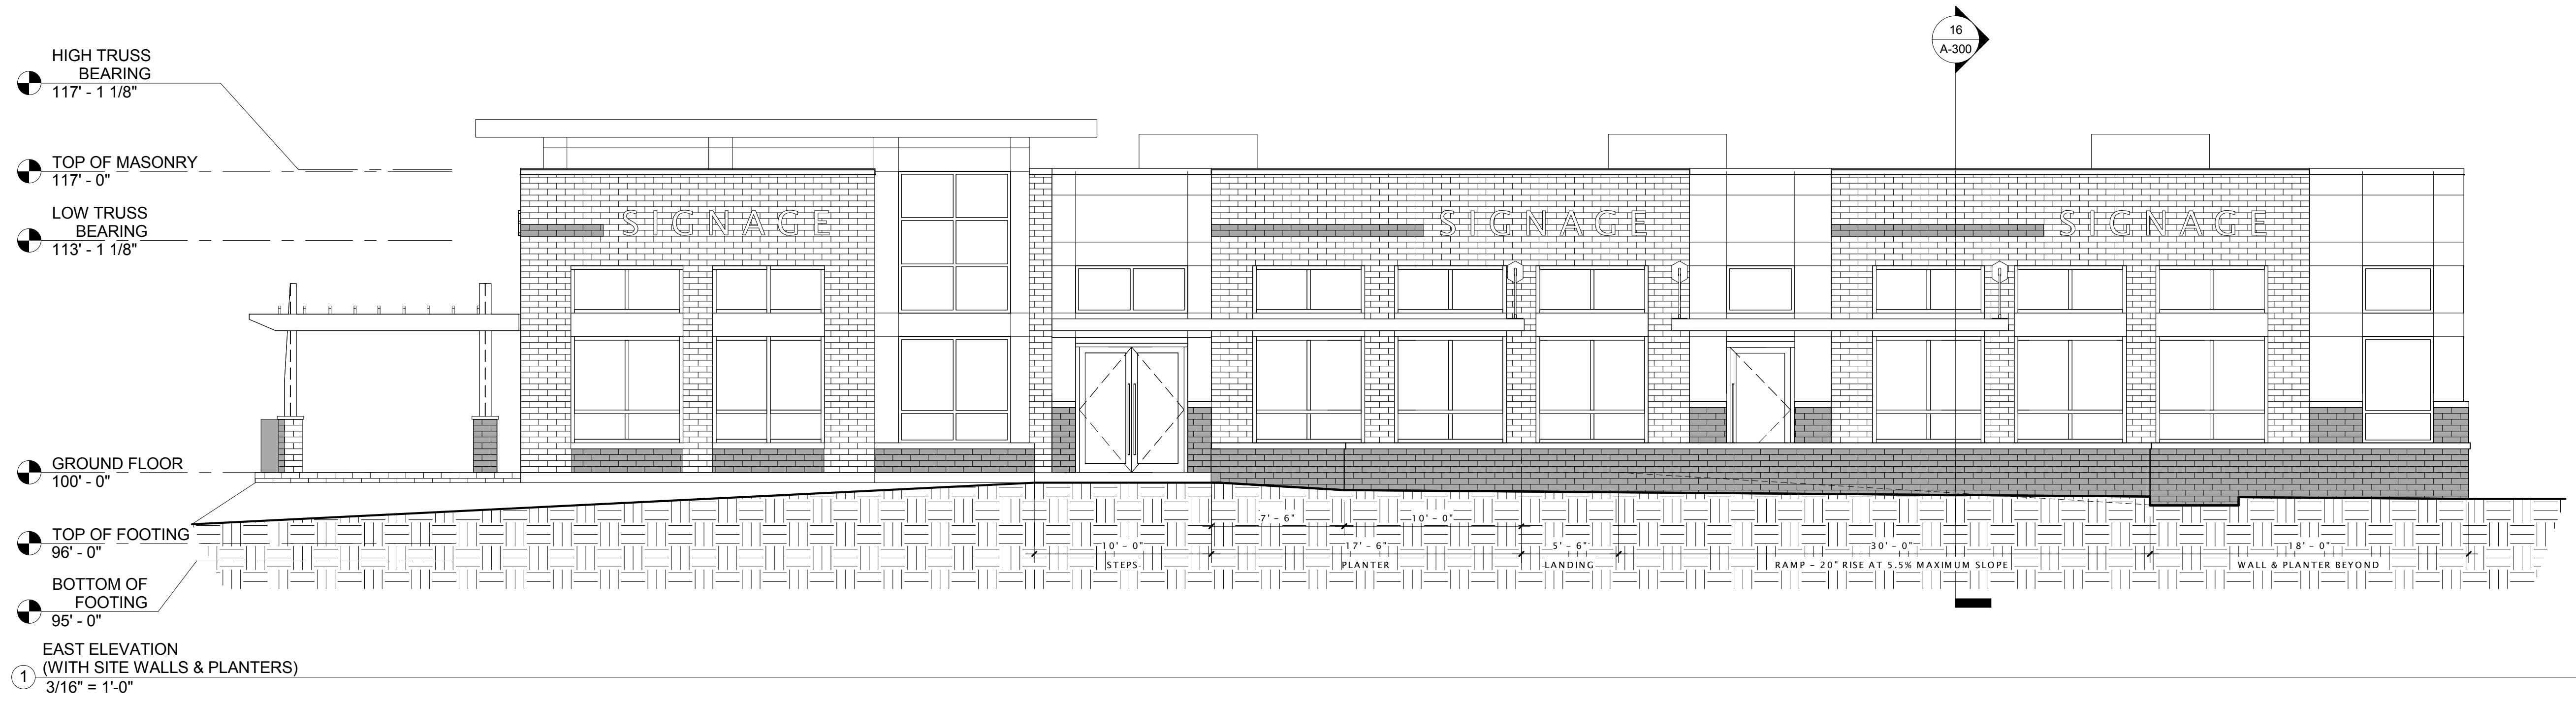 16
A-300
HIGH TRUSS
BEARING
117' - 1 1/8"
TOP OF MASONRY
117' - 0"
LOW TRUSS
BEARING
113' - 1 1/8"
SIGNAGE
SIGNAGE
SIGNAGE
GROUND FLOOR
100' - 0"
TOP OF FOOTING
96' - 0"
BOTTOM OF
FOOTING
95' - 0"
7' - 6"
10' - 0"
10' - 0"
17' - 6"
5' - 6"
30' - 0"
18' - 0"
STEPS
PLANTER
LANDING
RAMP - 20" RISE AT 5.5% MAXIMUM SLOPE
WALL & PLANTER BEYOND
1
EAST ELEVATION
(WITH SITE WALLS & PLANTERS)
3/16" = 1'-0"